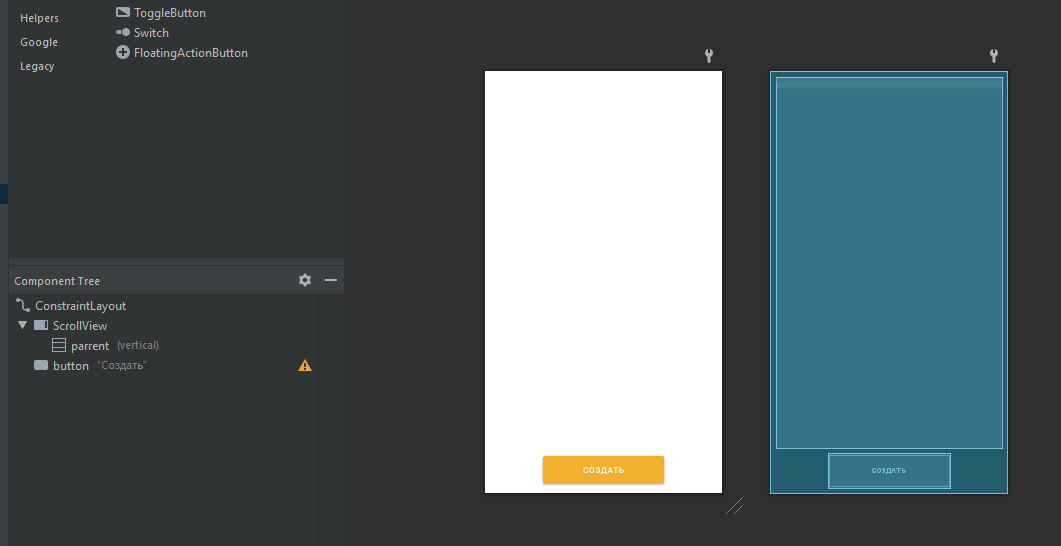 Helpers
Google
Legacy
ToggleButton
Switch
FloatingActionButton
Component Tree
ConstraintLayout
ScrollView
parrent (vertical)
button "Создать"
СОЗДАТЬ
СОЗДАТЬ